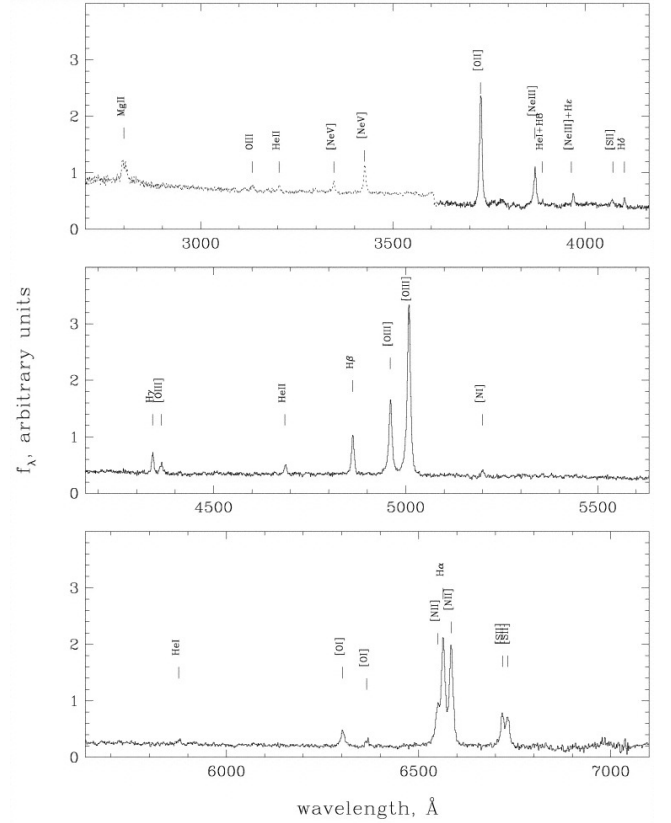 3
2
1
0
MgII
OIII
HeII
[NeV]
[NeV]
[OII]
[NeIII]
HeI+H8
[NeIII]+Hε
[SII]
Hδ
3000
3500
4000
3
2
1
0
Hγ
[OIII]
HeII
Hβ
[OIII]
[OIII]
[NI]
4500
5000
5500
f_λ, arbitrary units
3
2
1
0
HeI
[OI]
[OI]
[NII]
Hα
[NII]
[SII]
[SII]
6000
6500
7000
wavelength, Å